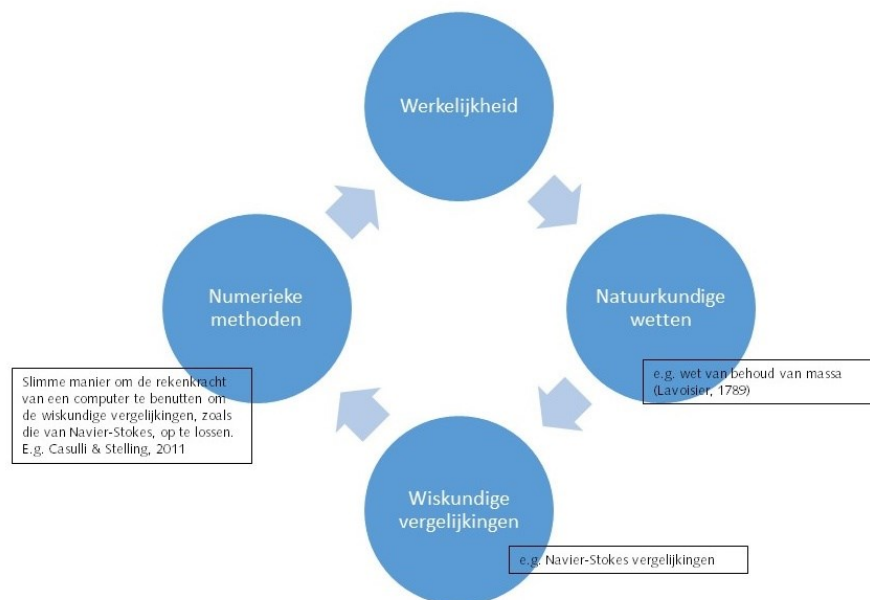 Werkelijkheid
Natuurkundige
wetten
e.g. wet van behoud van massa
(Lavoisier, 1789)
Wiskundige
vergelijkingen
e.g. Navier-Stokes vergelijkingen
Numerieke
methoden
Slimme manier om de rekenkracht
van een computer te benutten om
de wiskundige vergelijkingen, zoals
die van Navier-Stokes, op te lossen.
E.g. Casulli & Stelling, 2011